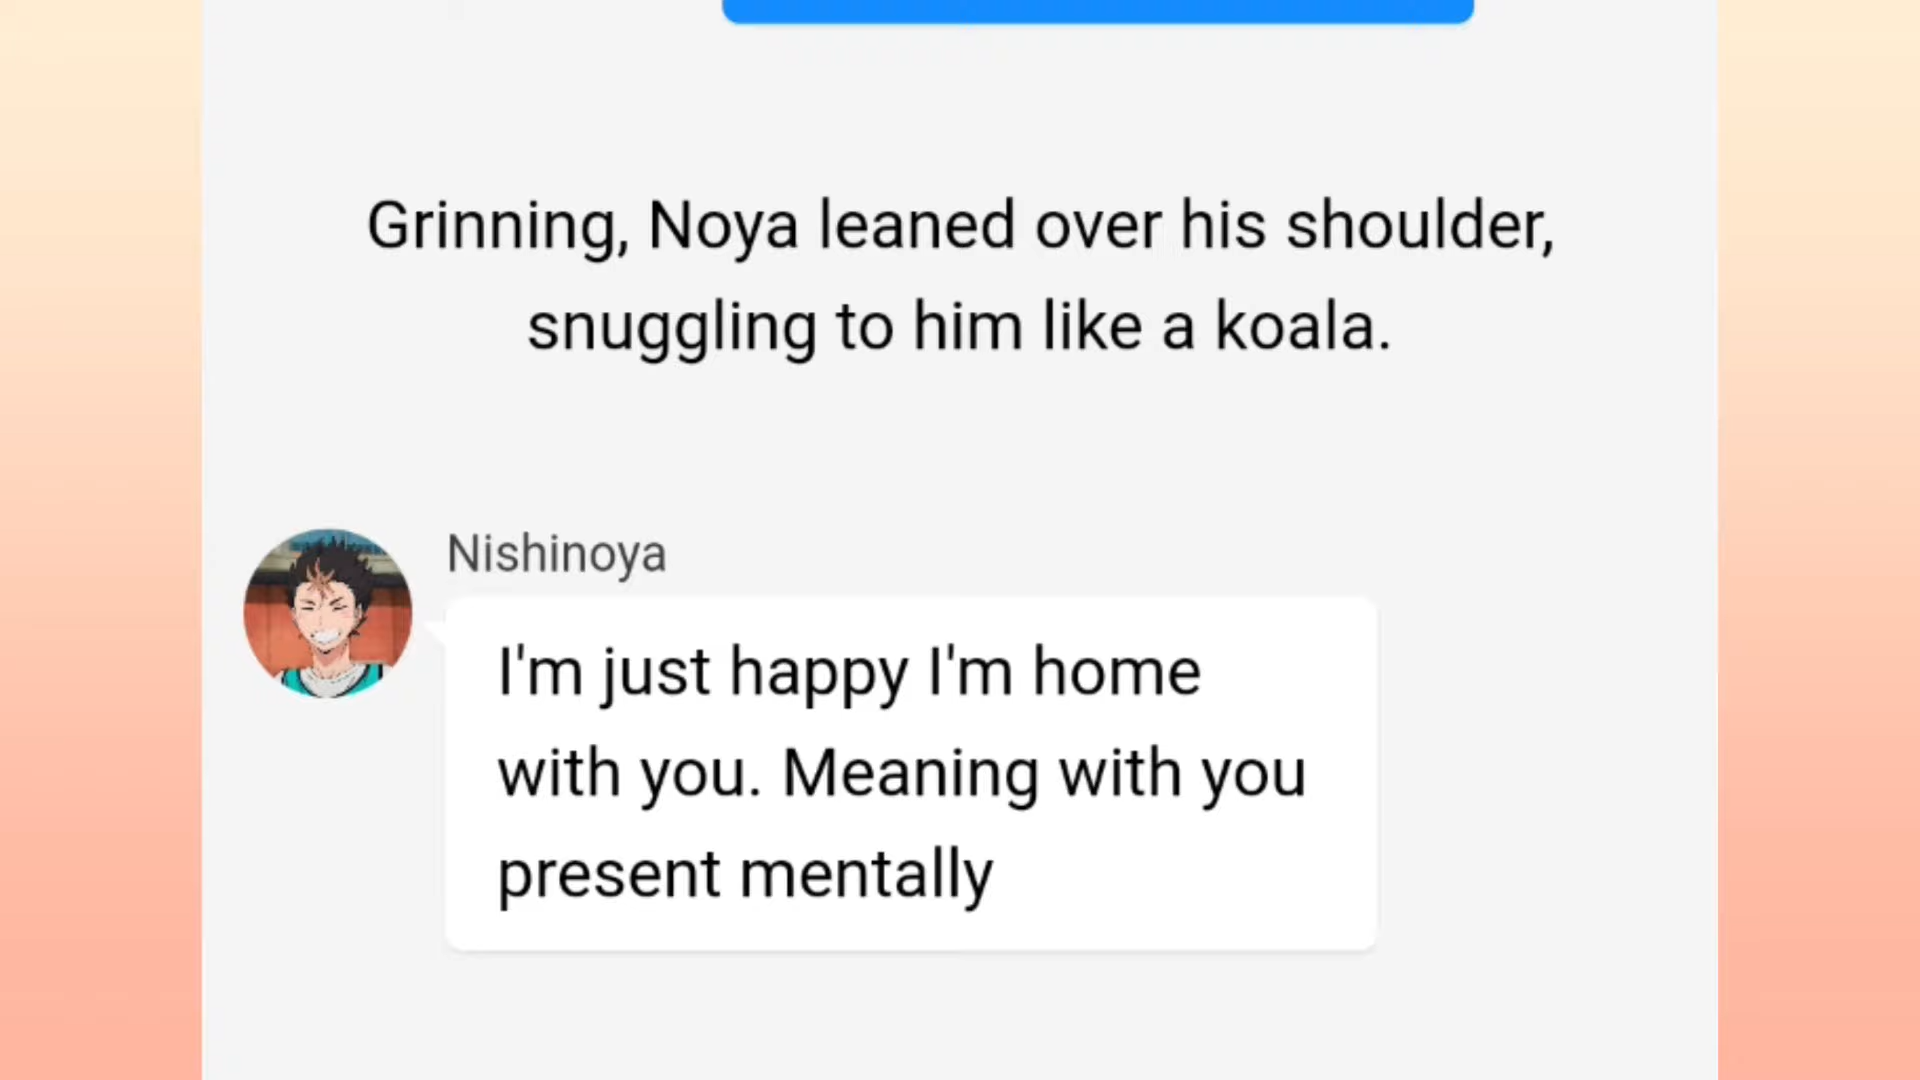 Grinning, Noya leaned over his shoulder,
snuggling to him like a koala.
Nishinoya
I'm just happy I'm home
with you. Meaning with you
present mentally